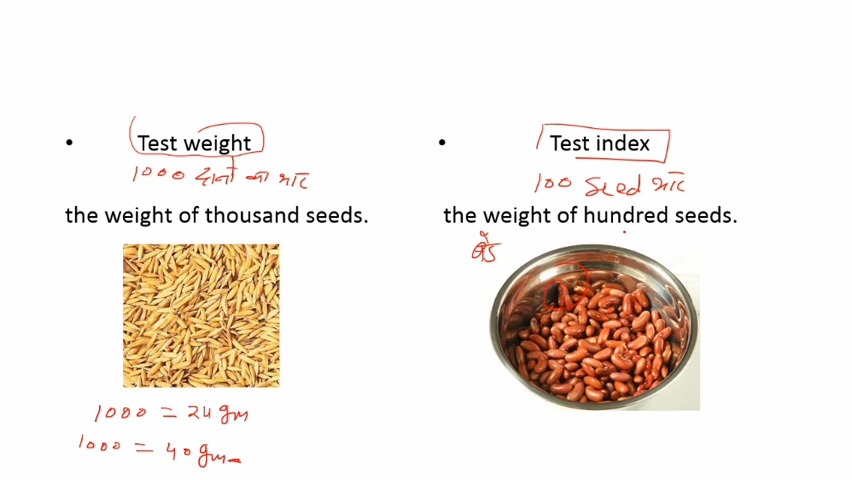 • Test weight
1000 दानों का भार
the weight of thousand seeds.
1000 = 24 gm
1000 = 40 gm
• Test index
100 seed भार
the weight of hundred seeds.